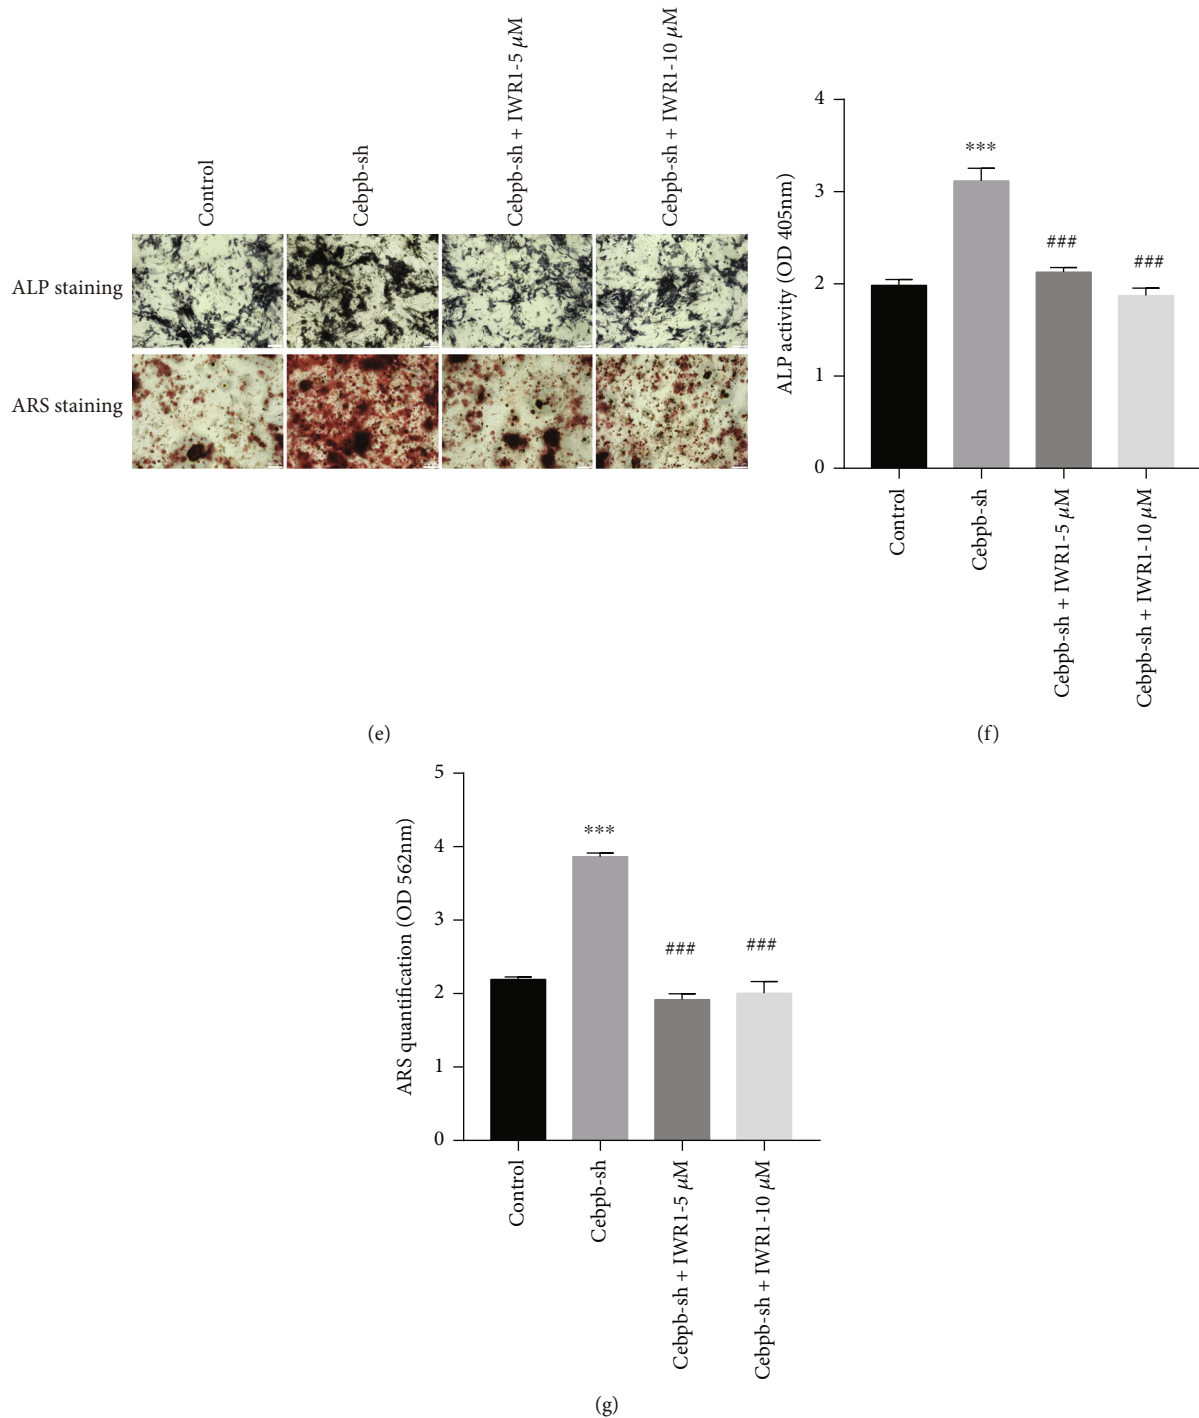 Control
Cebpb-sh
Cebpb-sh + IWR1-5 μM
Cebpb-sh + IWR1-10 μM
ALP staining
ARS staining
(e)
ALP activity (OD 405nm)
4
3
2
1
0
***
###
###
Control
Cebpb-sh
Cebpb-sh + IWR1-5 μM
Cebpb-sh + IWR1-10 μM
(f)
ARS quantification (OD 562nm)
5
4
3
2
1
0
***
###
###
Control
Cebpb-sh
Cebpb-sh + IWR1-5 μM
Cebpb-sh + IWR1-10 μM
(g)